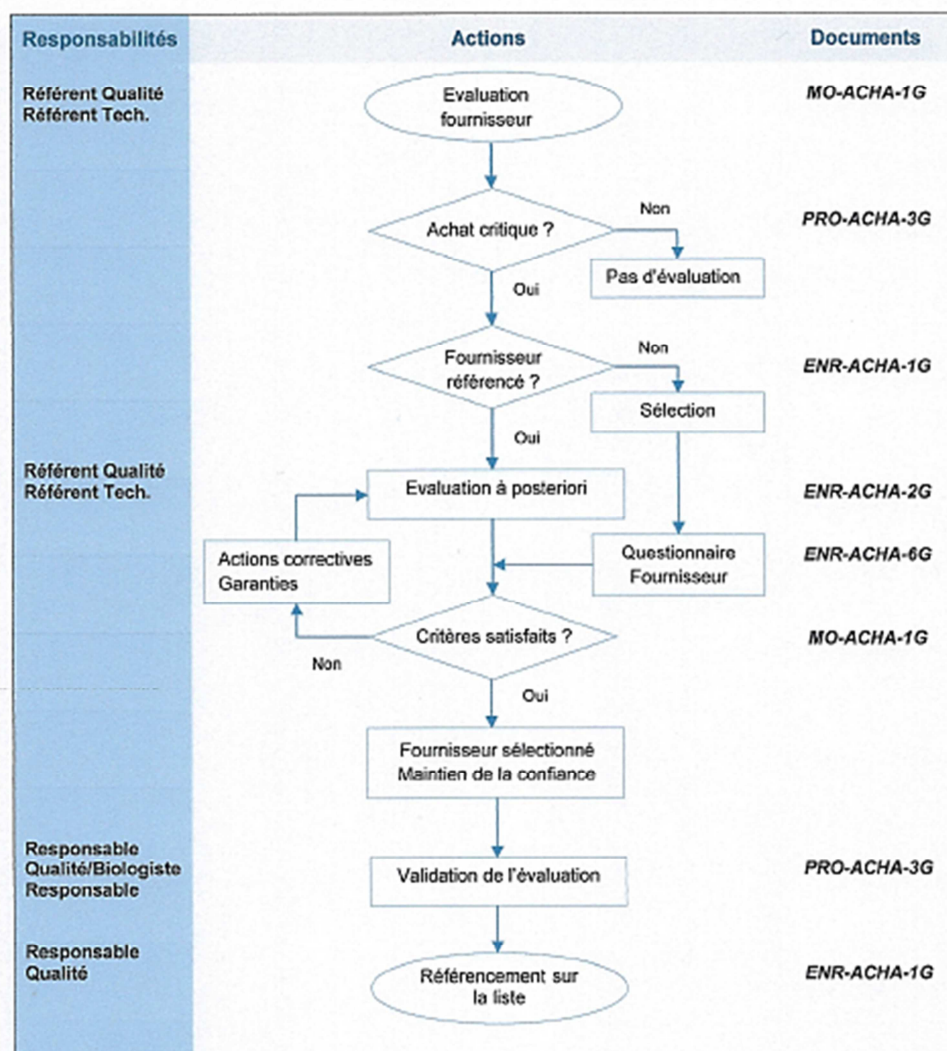 Responsabilités
Actions
Documents
Référent Qualité
Référent Tech.
Evaluation
fournisseur
MO-ACHA-1G
Achat critique ?
Non
PRO-ACHA-3G
Pas d'évaluation
Oui
Fournisseur
référencé ?
Non
ENR-ACHA-1G
Sélection
Oui
Référent Qualité
Référent Tech.
Evaluation à posteriori
ENR-ACHA-2G
Actions correctives
Garanties
Questionnaire
Fournisseur
ENR-ACHA-6G
Critères satisfaits ?
MO-ACHA-1G
Non
Oui
Fournisseur sélectionné
Maintien de la confiance
Responsable
Qualité/Biologiste
Responsable
Validation de l'évaluation
PRO-ACHA-3G
Responsable
Qualité
Référencement sur
la liste
ENR-ACHA-1G